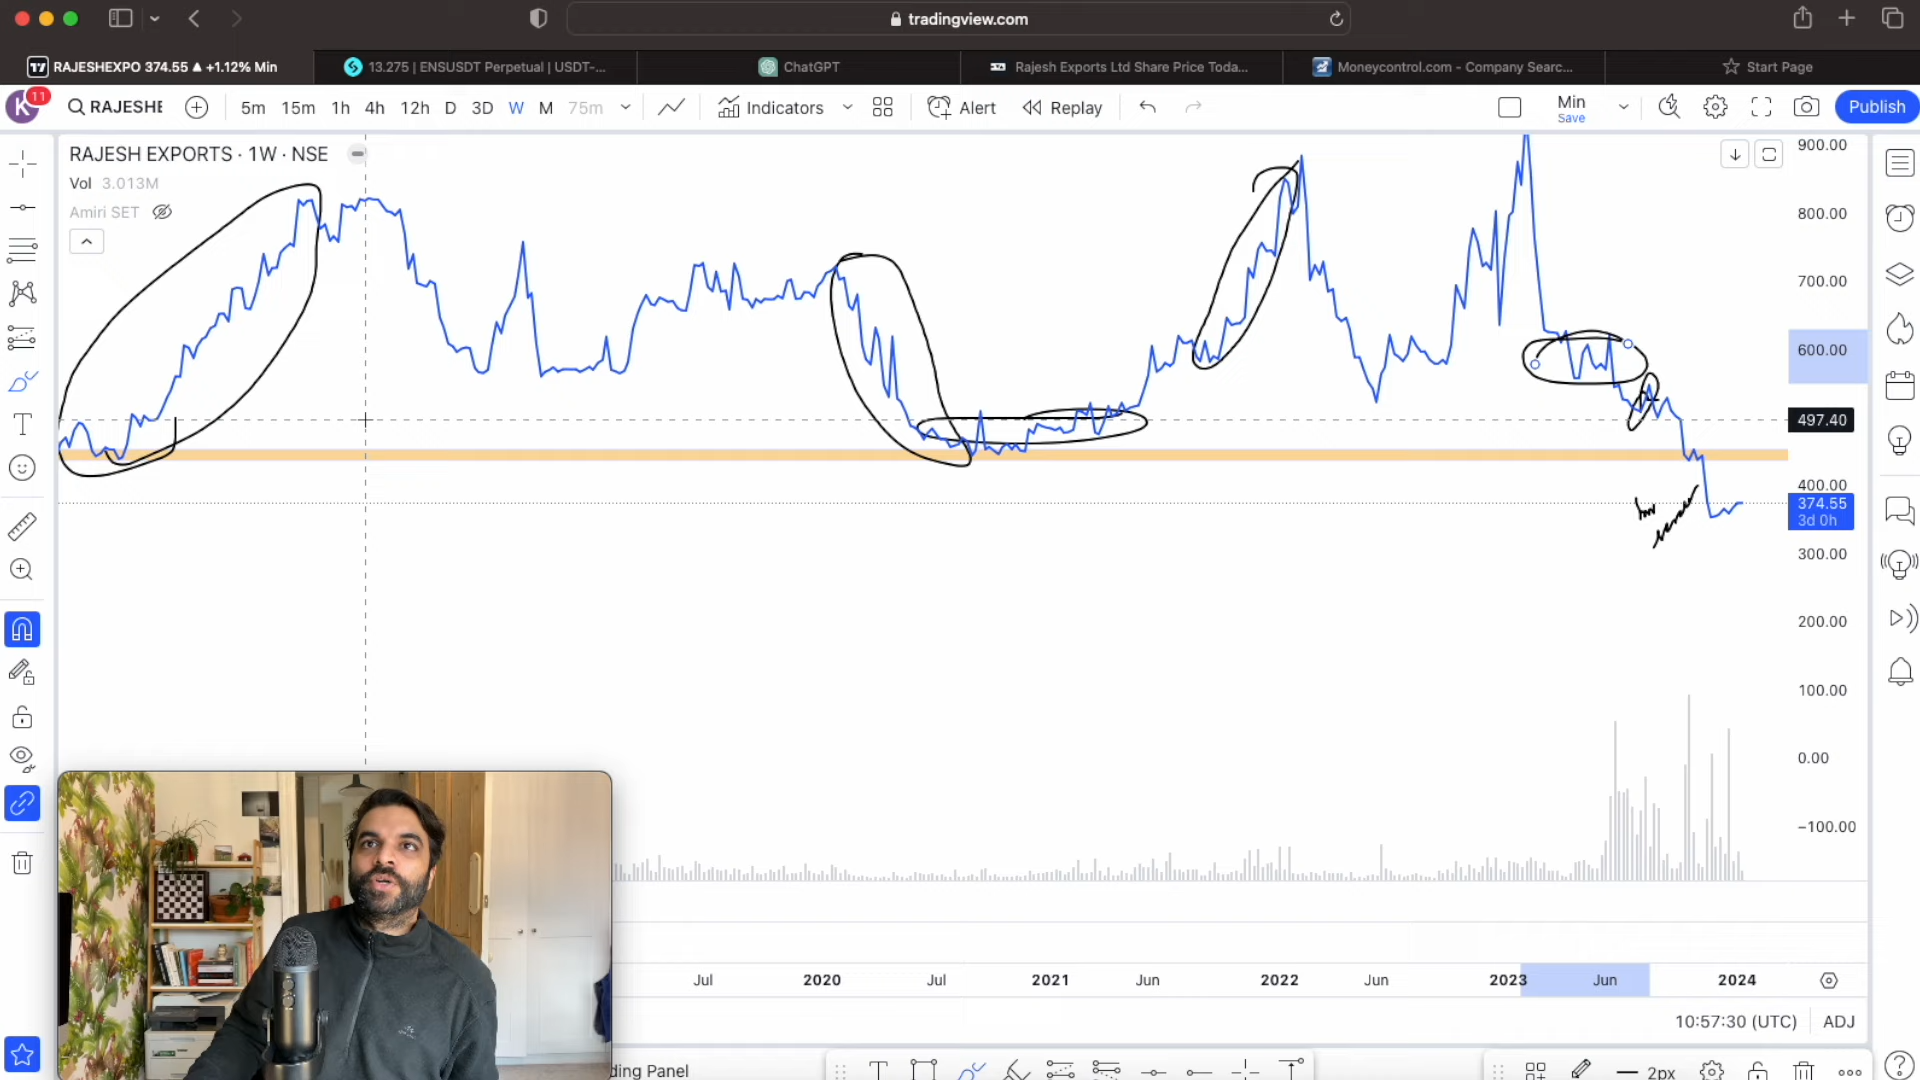 tradingview.com
RAJESHEXPO 374.55 ▲ +1.12% Min
13.275 | ENSUSDT Perpetual | USDT-...
ChatGPT
Rajesh Exports Ltd Share Price Toda...
Moneycontrol.com - Company Searc...
Start Page
K 11
RAJESHE
5m 15m 1h 4h 12h D 3D W M 75m
Indicators
Alert
Replay
Min
Save
Publish
RAJESH EXPORTS · 1W · NSE
Vol 3.013M
Amiri SET
900.00
800.00
700.00
600.00
497.40
400.00
374.55
3d 0h
300.00
200.00
100.00
0.00
−100.00
Jul 2020 Jul 2021 Jun 2022 Jun 2023 Jun 2024
10:57:30 (UTC) ADJ
ding Panel
2px